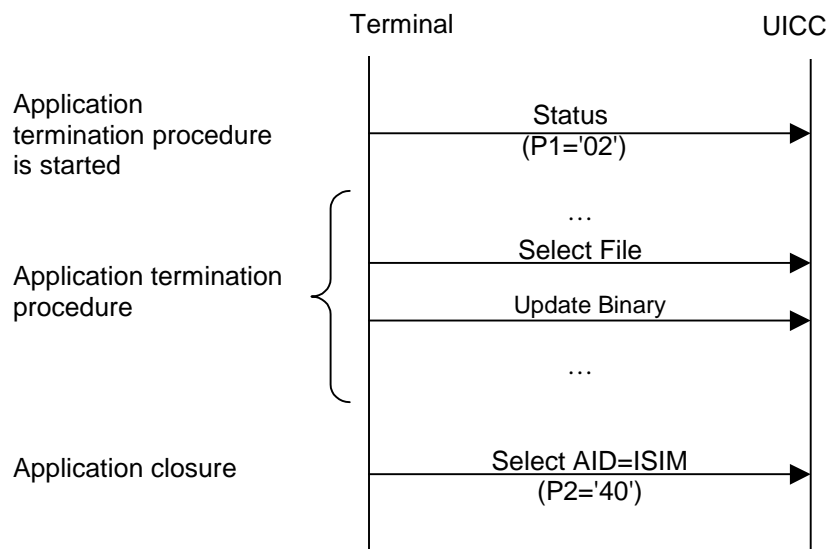 Terminal
UICC
Application
termination procedure
is started
Status
(P1='02')
…
Select File
Application termination
procedure
Update Binary
…
Application closure
Select AID=ISIM
(P2='40')